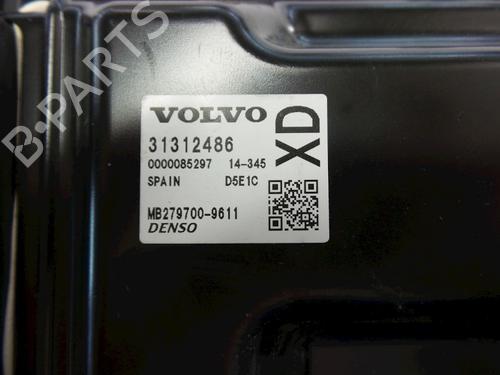 B-PARTS
VOLVO
31312486
0000085297 14-345
SPAIN D5E1C
MB279700-9611
DENSO
XD